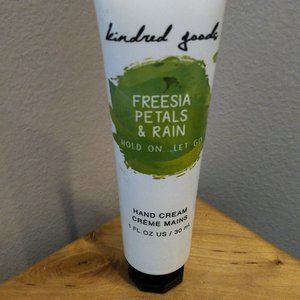 kindred goods
FREESIA
PETALS
& RAIN
HOLD ON...LET GO
HAND CREAM
CRÈME MAINS
1 FL OZ US / 30 mL